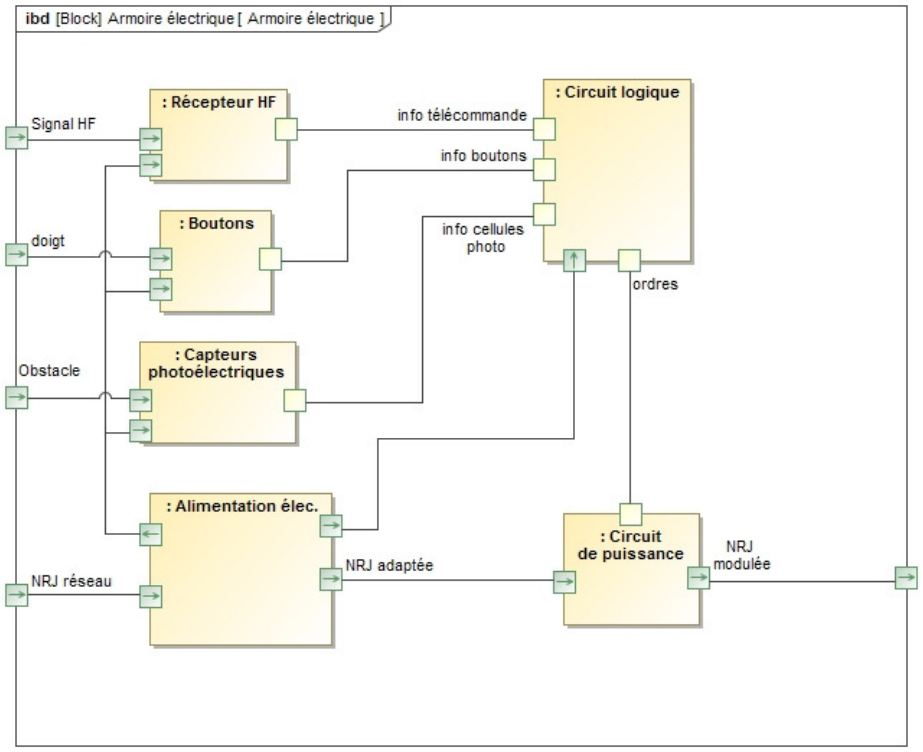 ibd [Block] Armoire électrique [ Armoire électrique ]
: Récepteur HF
: Circuit logique
Signal HF
info télécommande
info boutons
: Boutons
doigt
info cellules
photo
ordres
: Capteurs
photoélectriques
Obstacle
: Alimentation élec.
: Circuit
de puissance
NRJ
modulée
NRJ adaptée
NRJ réseau